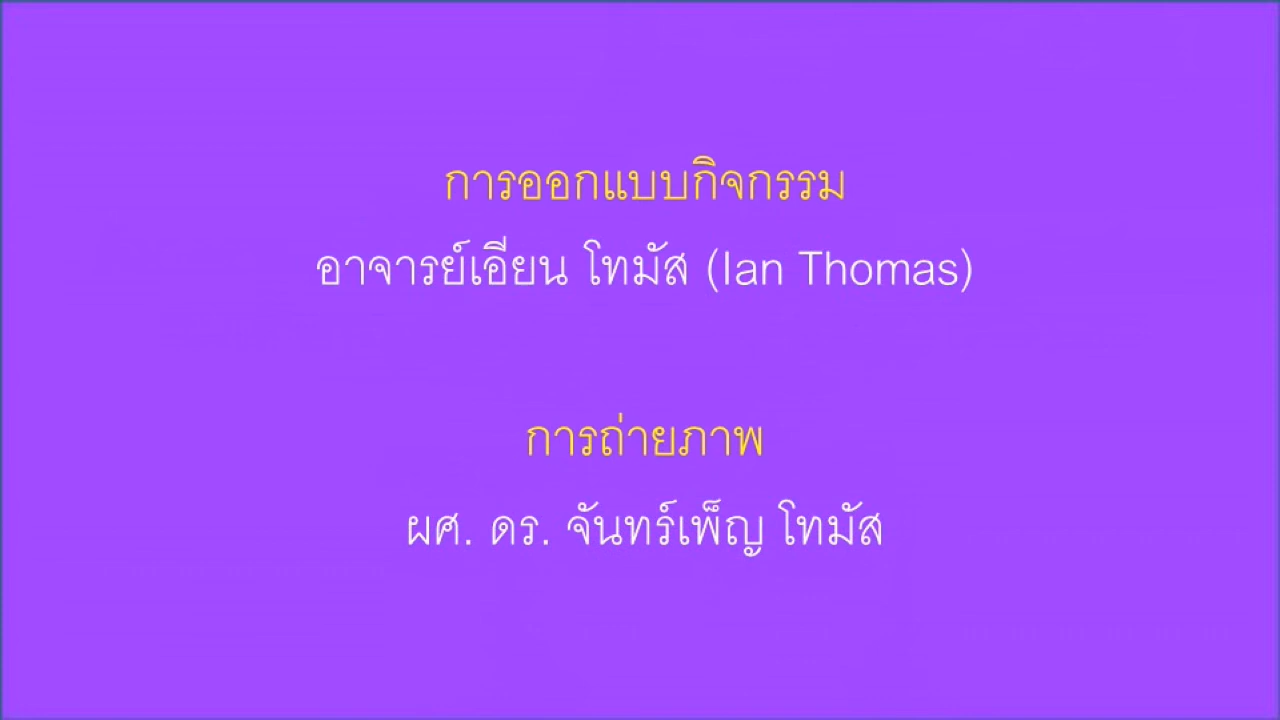 การออกแบบกิจกรรม
อาจารย์เอียน โทมัส (Ian Thomas)
การถ่ายภาพ
ผศ. ดร. จันทร์เพ็ญ โทมัส